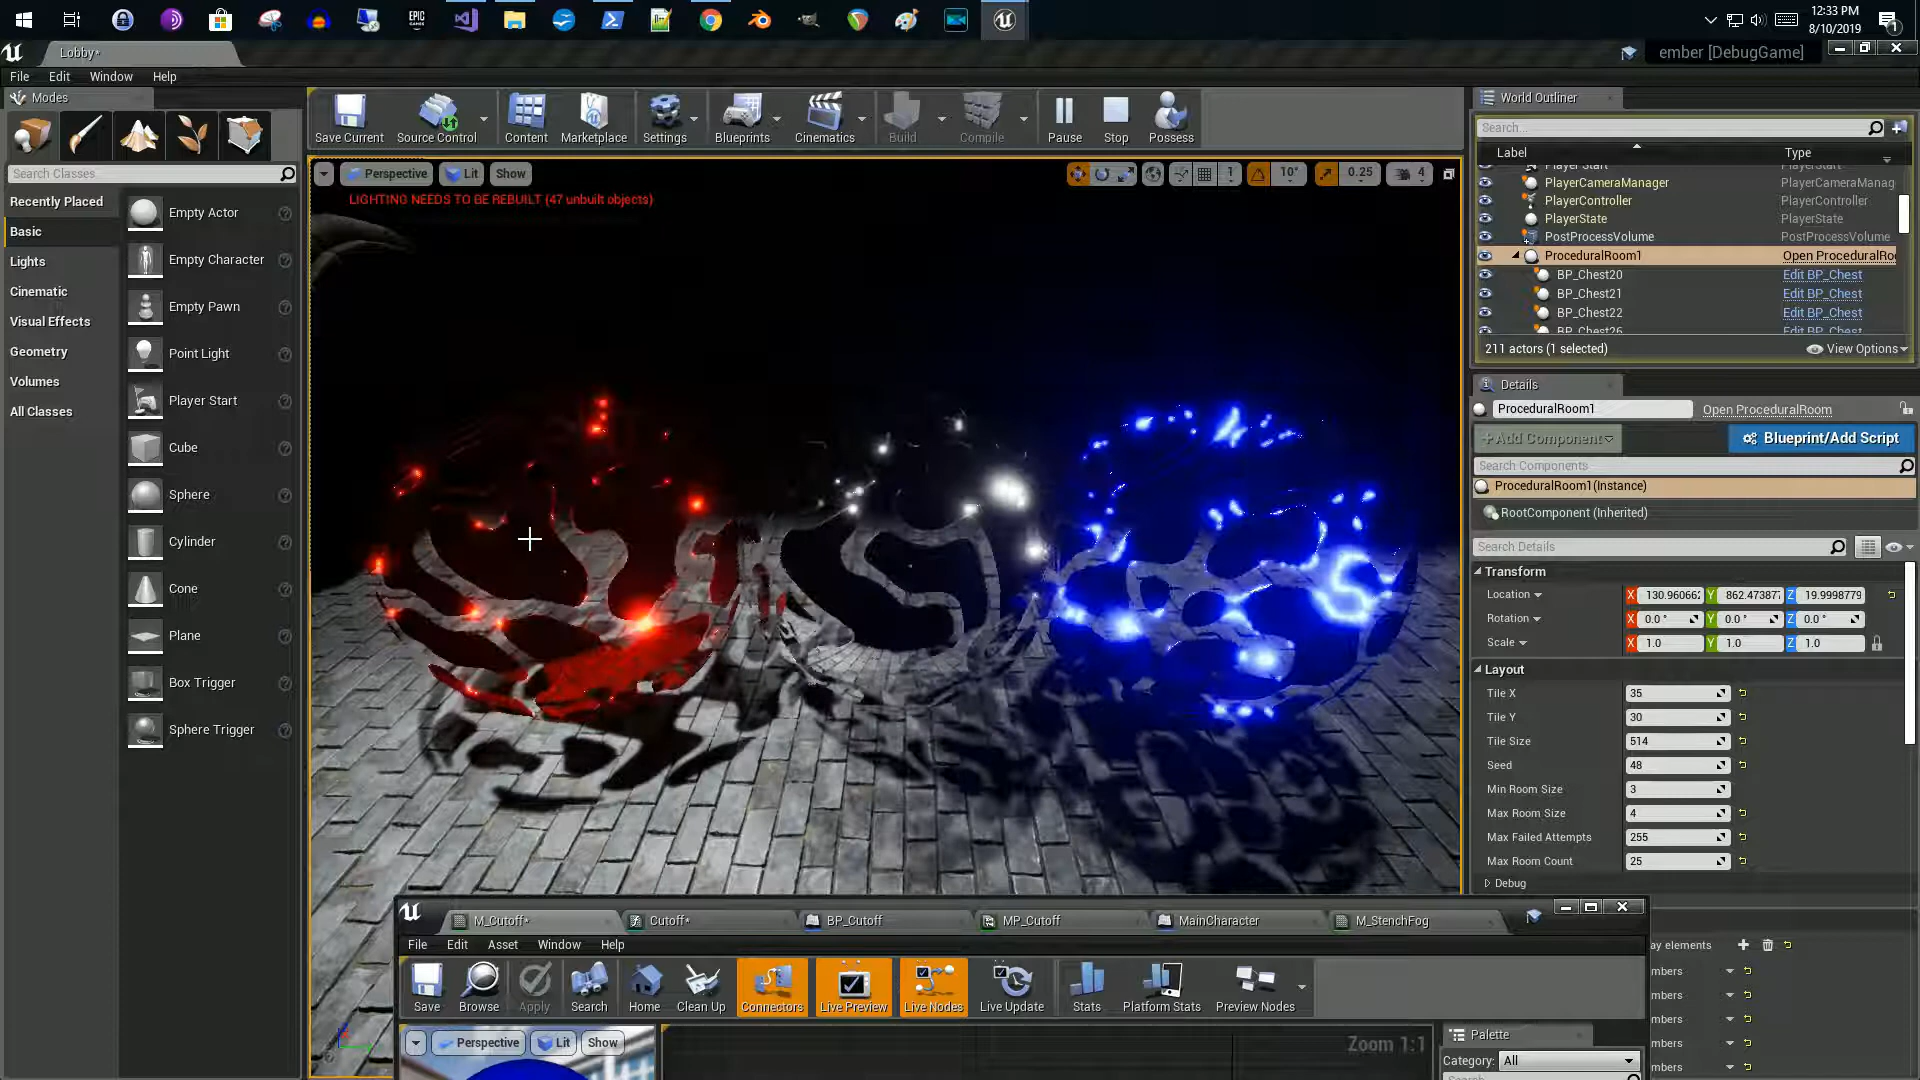 12:33 PM
8/10/2019
Lobby*
ember [DebugGame]
File Edit Window Help
Modes
Search Classes
Recently Placed
Basic
Lights
Cinematic
Visual Effects
Geometry
Volumes
All Classes
Empty Actor
Empty Character
Empty Pawn
Point Light
Player Start
Cube
Sphere
Cylinder
Cone
Plane
Box Trigger
Sphere Trigger
Save Current Source Control Content Marketplace Settings Blueprints Cinematics Build Compile Pause Stop Possess
Perspective Lit Show 1 10° 0.25 4
LIGHTING NEEDS TO BE REBUILT (47 unbuilt objects)
World Outliner
Search...
Label Type
Player Start PlayerStart
PlayerCameraManager PlayerCameraManag
PlayerController PlayerController
PlayerState PlayerState
PostProcessVolume PostProcessVolume
ProceduralRoom1 Open ProceduralRoo
BP_Chest20 Edit BP_Chest
BP_Chest21 Edit BP_Chest
BP_Chest22 Edit BP_Chest
BP_Chest26 Edit BP_Chest
211 actors (1 selected) View Options
Details
ProceduralRoom1 Open ProceduralRoom
+Add Component Blueprint/Add Script
Search Components
ProceduralRoom1(Instance)
RootComponent (Inherited)
Search Details
Transform
Location X 130.96066 Y 862.47387 Z 19.9998779
Rotation X 0.0 ° Y 0.0 ° Z 0.0 °
Scale X 1.0 Y 1.0 Z 1.0
Layout
Tile X 35
Tile Y 30
Tile Size 514
Seed 48
Min Room Size 3
Max Room Size 4
Max Failed Attempts 255
Max Room Count 25
Debug
ay elements
mbers
mbers
mbers
mbers
mbers
M_Cutoff* Cutoff* BP_Cutoff MP_Cutoff MainCharacter M_StenchFog
File Edit Asset Window Help
Save Browse Apply Search Home Clean Up Connectors Live Preview Live Nodes Live Update Stats Platform Stats Preview Nodes
Perspective Lit Show
Zoom 1:1
Palette
Category: All
Search